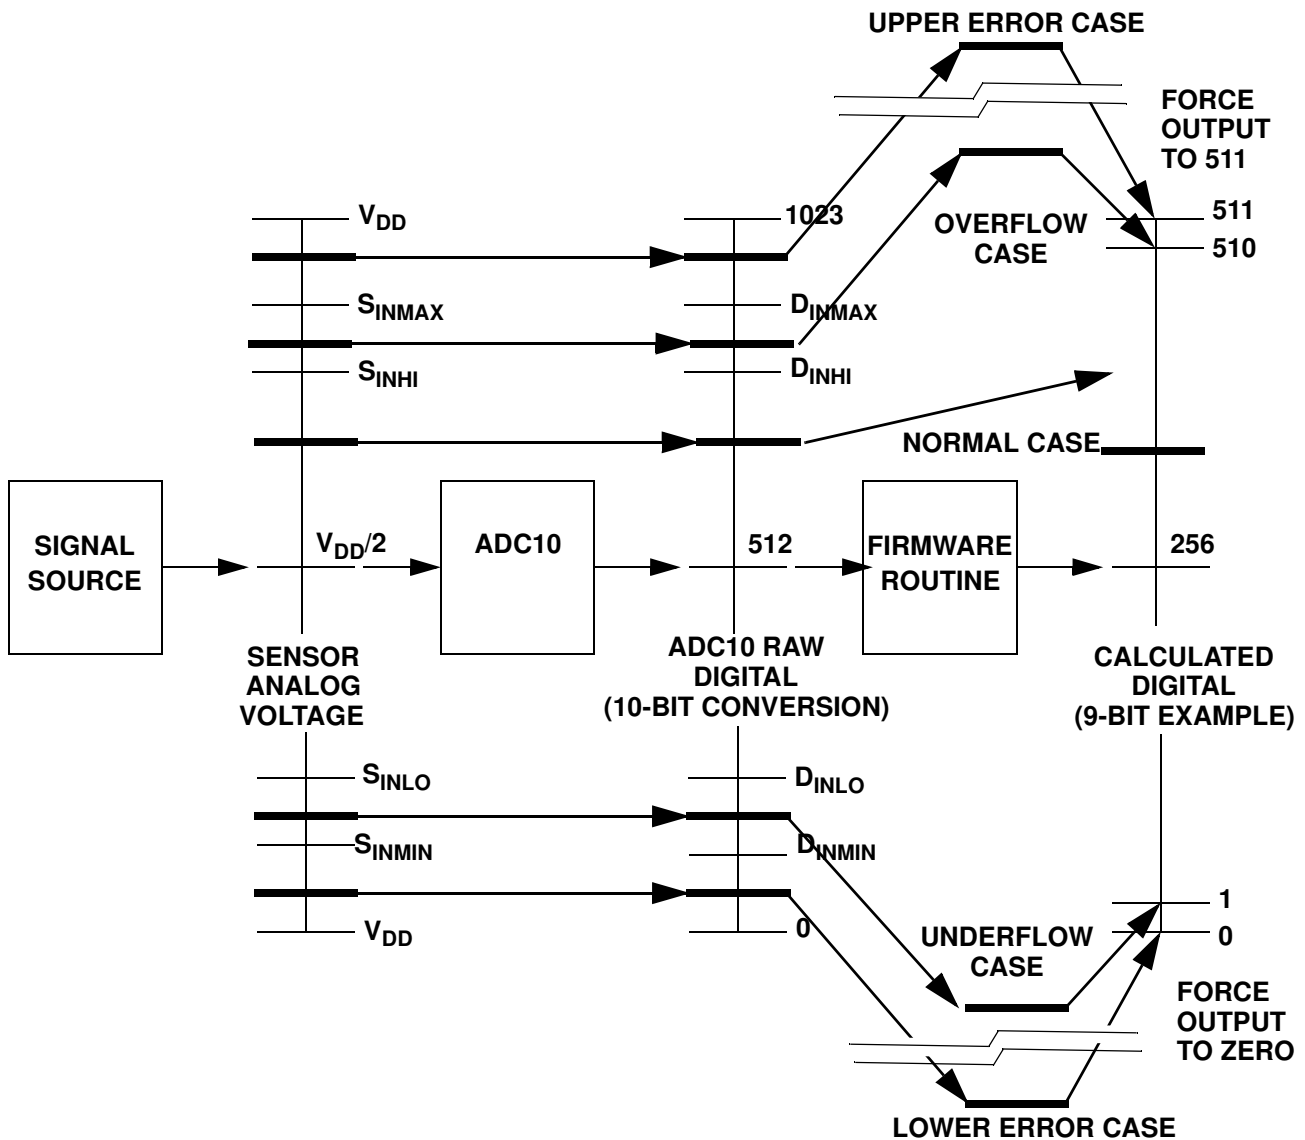 UPPER ERROR CASE
FORCE
OUTPUT
TO 511
VDD
1023
511
OVERFLOW
CASE
510
SINMAX
DINMAX
SINHI
DINHI
NORMAL CASE
SIGNAL
SOURCE
VDD/2
ADC10
512
FIRMWARE
ROUTINE
256
SENSOR
ANALOG
VOLTAGE
ADC10 RAW
DIGITAL
(10-BIT CONVERSION)
CALCULATED
DIGITAL
(9-BIT EXAMPLE)
SINLO
DINLO
SINMIN
DINMIN
VDD
0
1
0
UNDERFLOW
CASE
FORCE
OUTPUT
TO ZERO
LOWER ERROR CASE